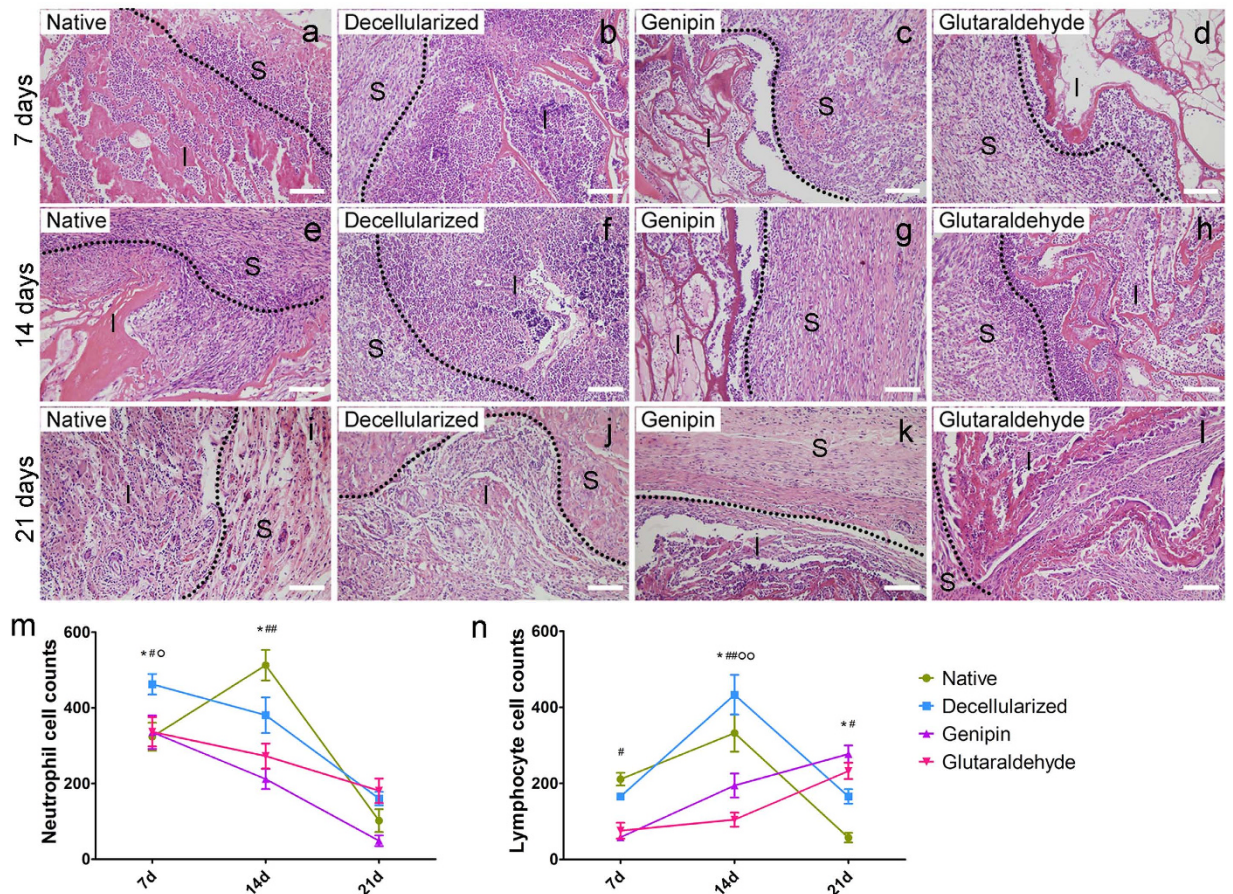 7 days
Native
a
S
I
Decellularized
b
S
I
Genipin
c
S
I
Glutaraldehyde
d
I
S
14 days
Native
e
S
I
Decellularized
f
I
S
Genipin
g
I
S
Glutaraldehyde
h
I
S
21 days
Native
i
I
S
Decellularized
j
I
S
Genipin
k
S
I
Glutaraldehyde
l
I
S
m
Neutrophil cell counts
600
400
200
0
*#○
*##
7d
14d
21d
n
Lymphocyte cell counts
600
400
200
0
#
*##○○
*#
7d
14d
21d
Native
Decellularized
Genipin
Glutaraldehyde